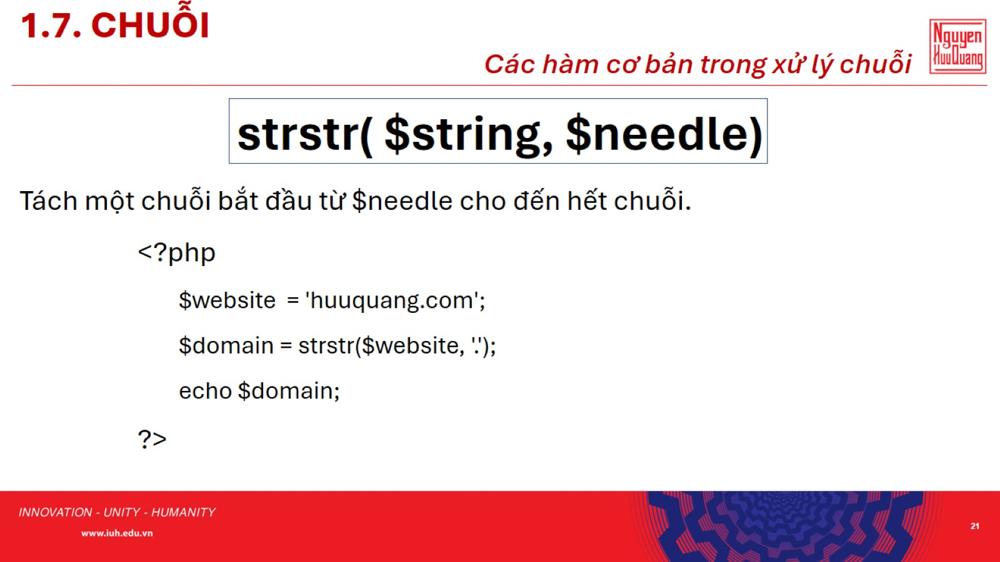 1.7. CHUỖI
Các hàm cơ bản trong xử lý chuỗi
Nguyen
HuuQuang
strstr( $string, $needle)
Tách một chuỗi bắt đầu từ $needle cho đến hết chuỗi.
<?php
$website = 'huuquang.com';
$domain = strstr($website, '.');
echo $domain;
?>
INNOVATION - UNITY - HUMANITY
www.iuh.edu.vn
21